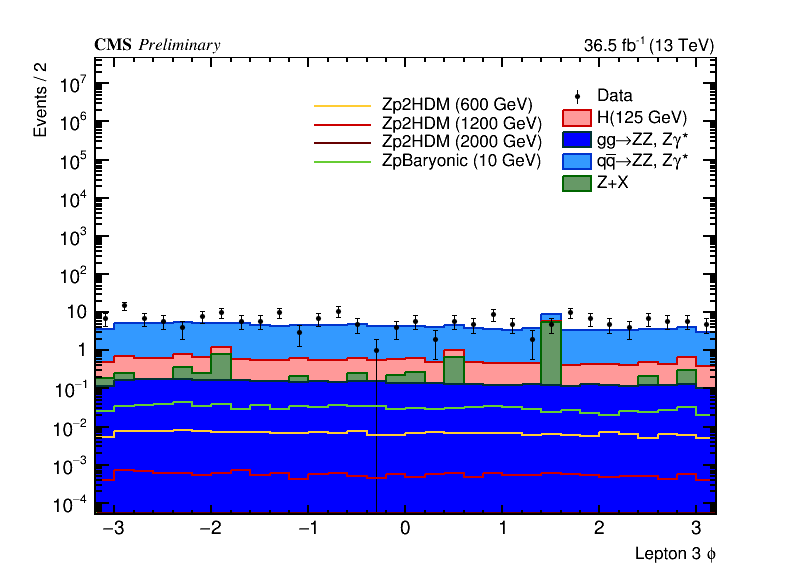 CMS Preliminary
36.5 fb⁻¹ (13 TeV)
Events / 2
Zp2HDM (600 GeV)
Zp2HDM (1200 GeV)
Zp2HDM (2000 GeV)
ZpBaryonic (10 GeV)
Data
H(125 GeV)
gg→ZZ, Zγ*
qq̅→ZZ, Zγ*
Z+X
10⁷
10⁶
10⁵
10⁴
10³
10²
10
1
10⁻¹
10⁻²
10⁻³
10⁻⁴
−3 −2 −1 0 1 2 3
Lepton 3 ϕ